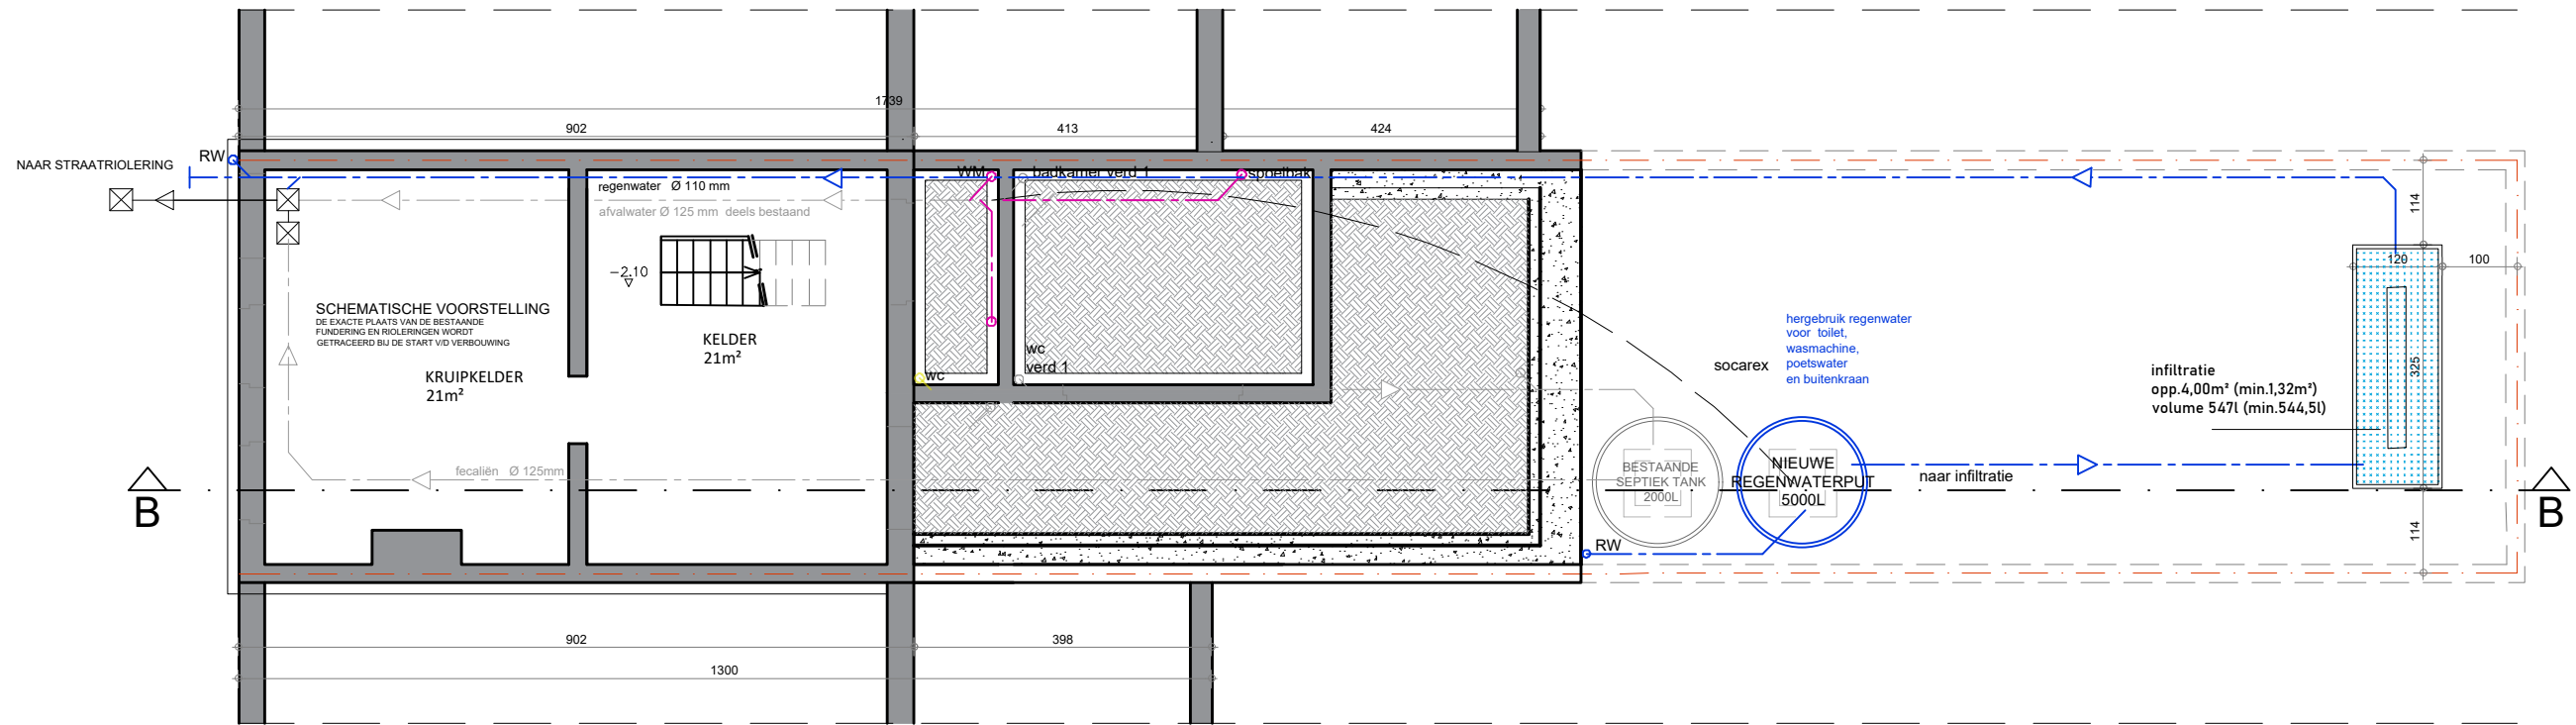 1739
902
413
424
NAAR STRAATRIOLERING
RW
WM
badkamer verd 1
spoelbak
regenwater Ø 110 mm
afvalwater Ø 125 mm deels bestaand
114
-2.10
120
100
SCHEMATISCHE VOORSTELLING
DE EXACTE PLAATS VAN DE BESTAANDE
FUNDERING EN RIOLERINGEN WORDT
GETRACEERD BIJ DE START V/D VERBOUWING
KELDER
21m²
KRUIPKELDER
21m²
wc
wc
verd 1
socarex
hergebruik regenwater
voor toilet,
wasmachine,
poetswater
en buitenkraan
infiltratie
opp.4,00m² (min.1,32m²)
volume 547l (min.544,5l)
325
fecaliën Ø 125mm
BESTAANDE
SEPTIEK TANK
2000L
NIEUWE
REGENWATERPUT
5000L
naar infiltratie
B
B
RW
114
902
398
1300